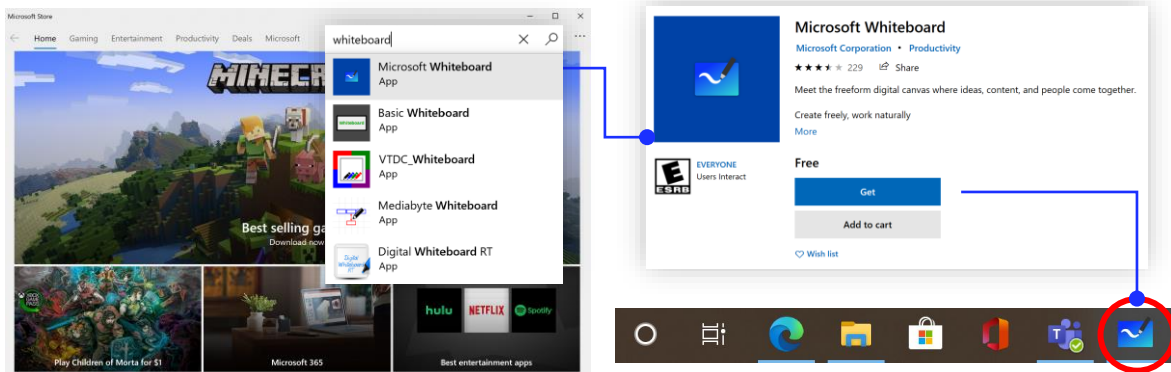 Microsoft Store
Home Gaming Entertainment Productivity Deals Microsoft
whiteboard
Microsoft Whiteboard
App
Basic Whiteboard
App
VTDC_Whiteboard
App
Mediabyte Whiteboard
App
Digital Whiteboard RT
App
MINECR
Best selling ga
Download now
XBOX GAME PASS
Play Children of Morta for $1
Microsoft 365
hulu NETFLIX Spotify
Best entertainment apps
Microsoft Whiteboard
Microsoft Corporation • Productivity
229 Share
Meet the freeform digital canvas where ideas, content, and people come together.
Create freely, work naturally
More
E
ESRB
EVERYONE
Users Interact
Free
Get
Add to cart
Wish list